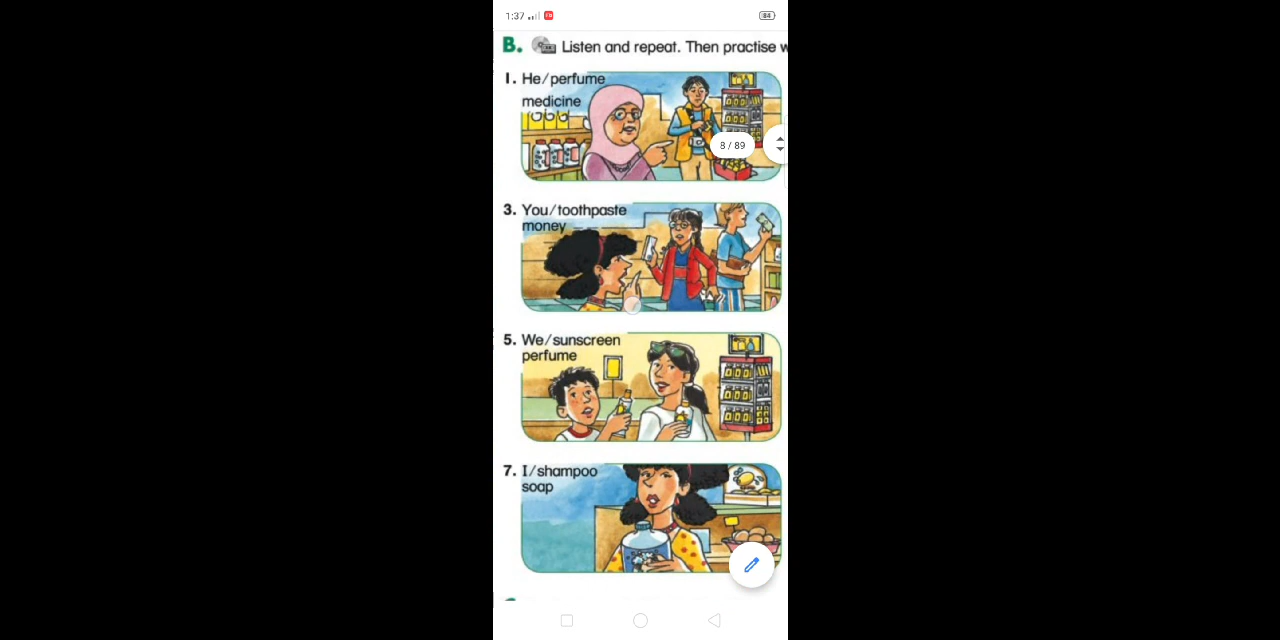 1:37
84
B. Listen and repeat. Then practise w
1. He/perfume
medicine
8 / 89
3. You/toothpaste
money
5. We/sunscreen
perfume
7. I/shampoo
soap